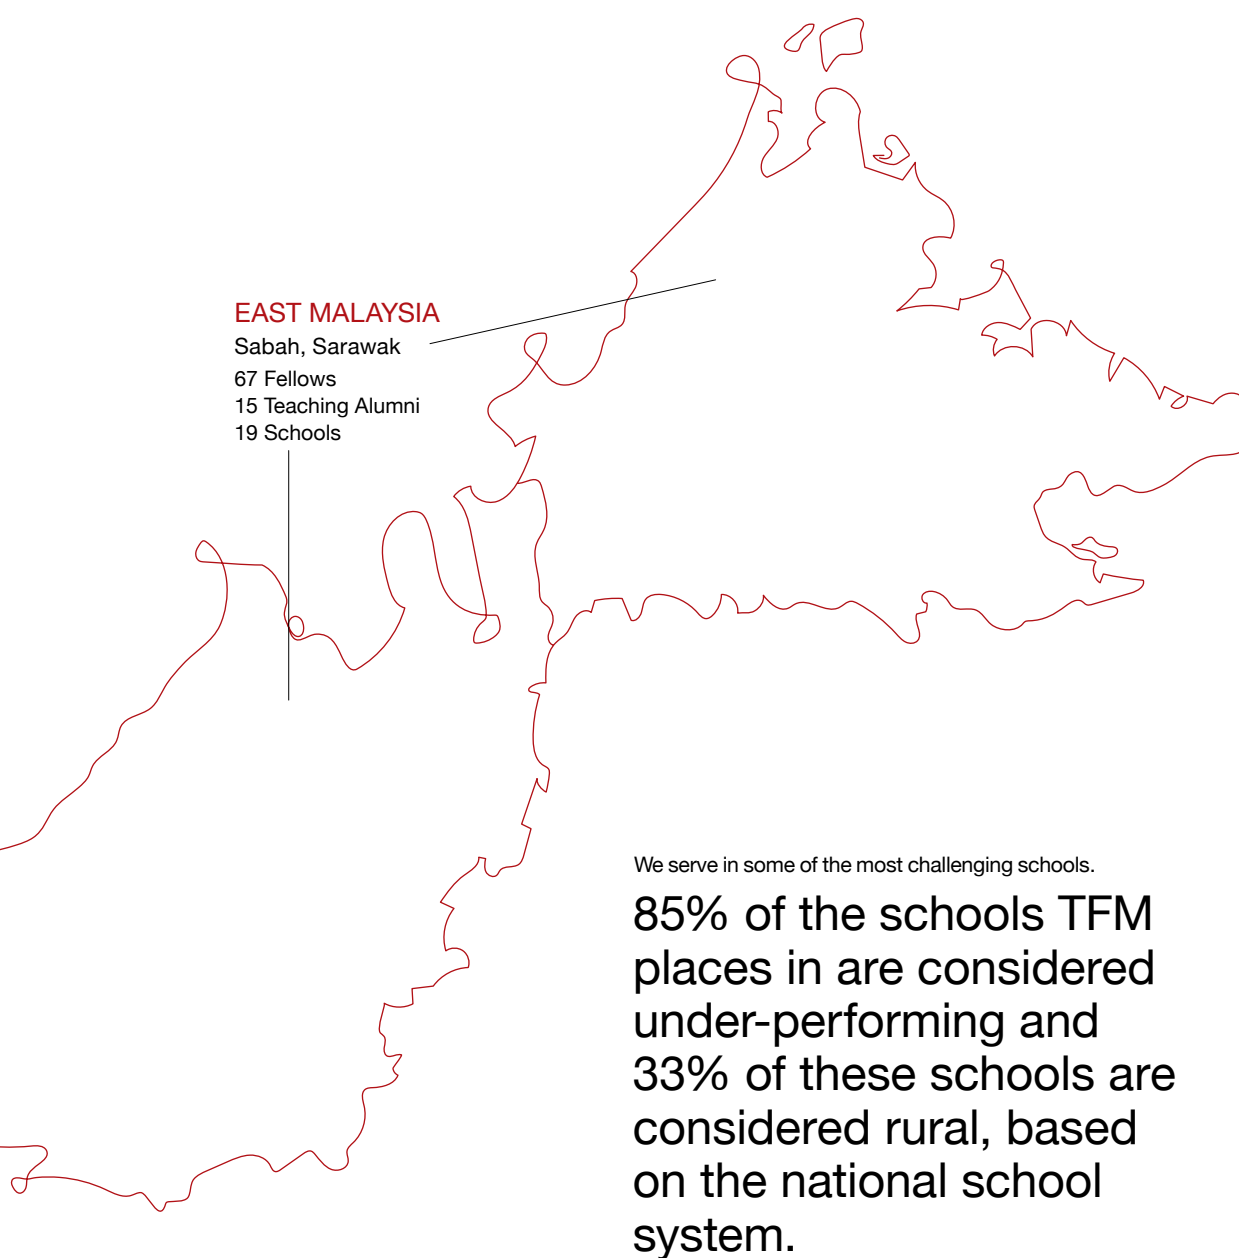 EAST MALAYSIA
Sabah, Sarawak
67 Fellows
15 Teaching Alumni
19 Schools
We serve in some of the most challenging schools.
85% of the schools TFM
places in are considered
under-performing and
33% of these schools are
considered rural, based
on the national school
system.